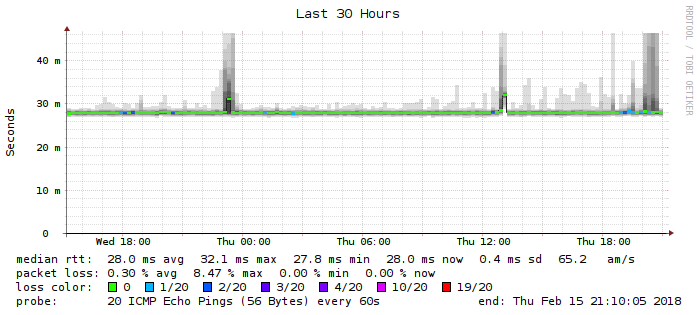 Last 30 Hours
RRDTOOL / TOBI OETIKER
Seconds
40 m
30 m
20 m
10 m
0
Wed 18:00 Thu 00:00 Thu 06:00 Thu 12:00 Thu 18:00
median rtt: 28.0 ms avg 32.1 ms max 27.8 ms min 28.0 ms now 0.4 ms sd 65.2 am/s
packet loss: 0.30 % avg 8.47 % max 0.00 % min 0.00 % now
loss color: 0 1/20 2/20 3/20 4/20 10/20 19/20
probe: 20 ICMP Echo Pings (56 Bytes) every 60s end: Thu Feb 15 21:10:05 2018